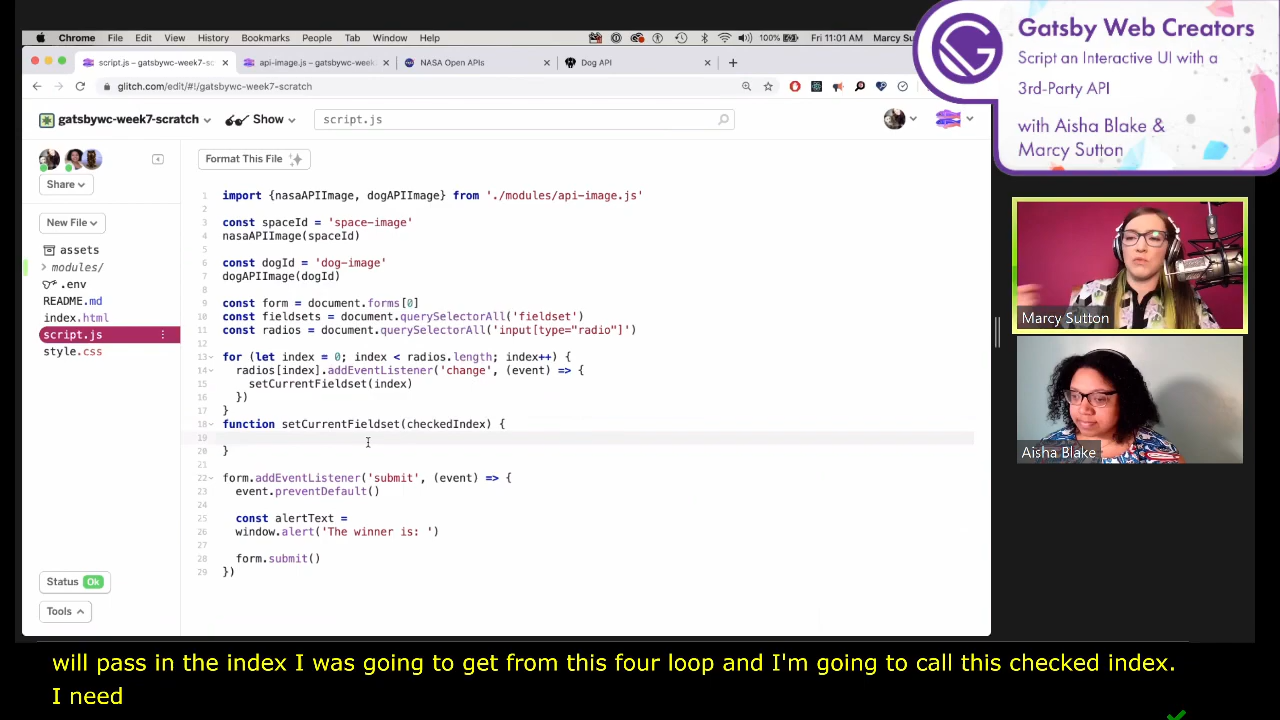 Chrome File Edit View History Bookmarks People Tab Window Help
100% Fri 11:01 AM Marcy Su
script.js – gatsbywc-week7-sc
api-image.js – gatsbywc-week
NASA Open APIs
Dog API
glitch.com/edit/#!/gatsbywc-week7-scratch
gatsbywc-week7-scratch
Show
script.js
Share
New File
assets
modules/
.env
README.md
index.html
script.js
style.css
Status Ok
Tools
Format This File
1 import {nasaAPIImage, dogAPIImage} from './modules/api-image.js'
2
3 const spaceId = 'space-image'
4 nasaAPIImage(spaceId)
5
6 const dogId = 'dog-image'
7 dogAPIImage(dogId)
8
9 const form = document.forms[0]
10 const fieldsets = document.querySelectorAll('fieldset')
11 const radios = document.querySelectorAll('input[type="radio"]')
12
13 for (let index = 0; index < radios.length; index++) {
14 radios[index].addEventListener('change', (event) => {
15 setCurrentFieldset(index)
16 })
17 }
18 function setCurrentFieldset(checkedIndex) {
19
20 }
21
22 form.addEventListener('submit', (event) => {
23 event.preventDefault()
24
25 const alertText =
26 window.alert('The winner is: ')
27
28 form.submit()
29 })
Gatsby Web Creators
Script an Interactive UI with a
3rd-Party API
with Aisha Blake &
Marcy Sutton
Marcy Sutton
Aisha Blake
will pass in the index I was going to get from this four loop and I'm going to call this checked index.
I need